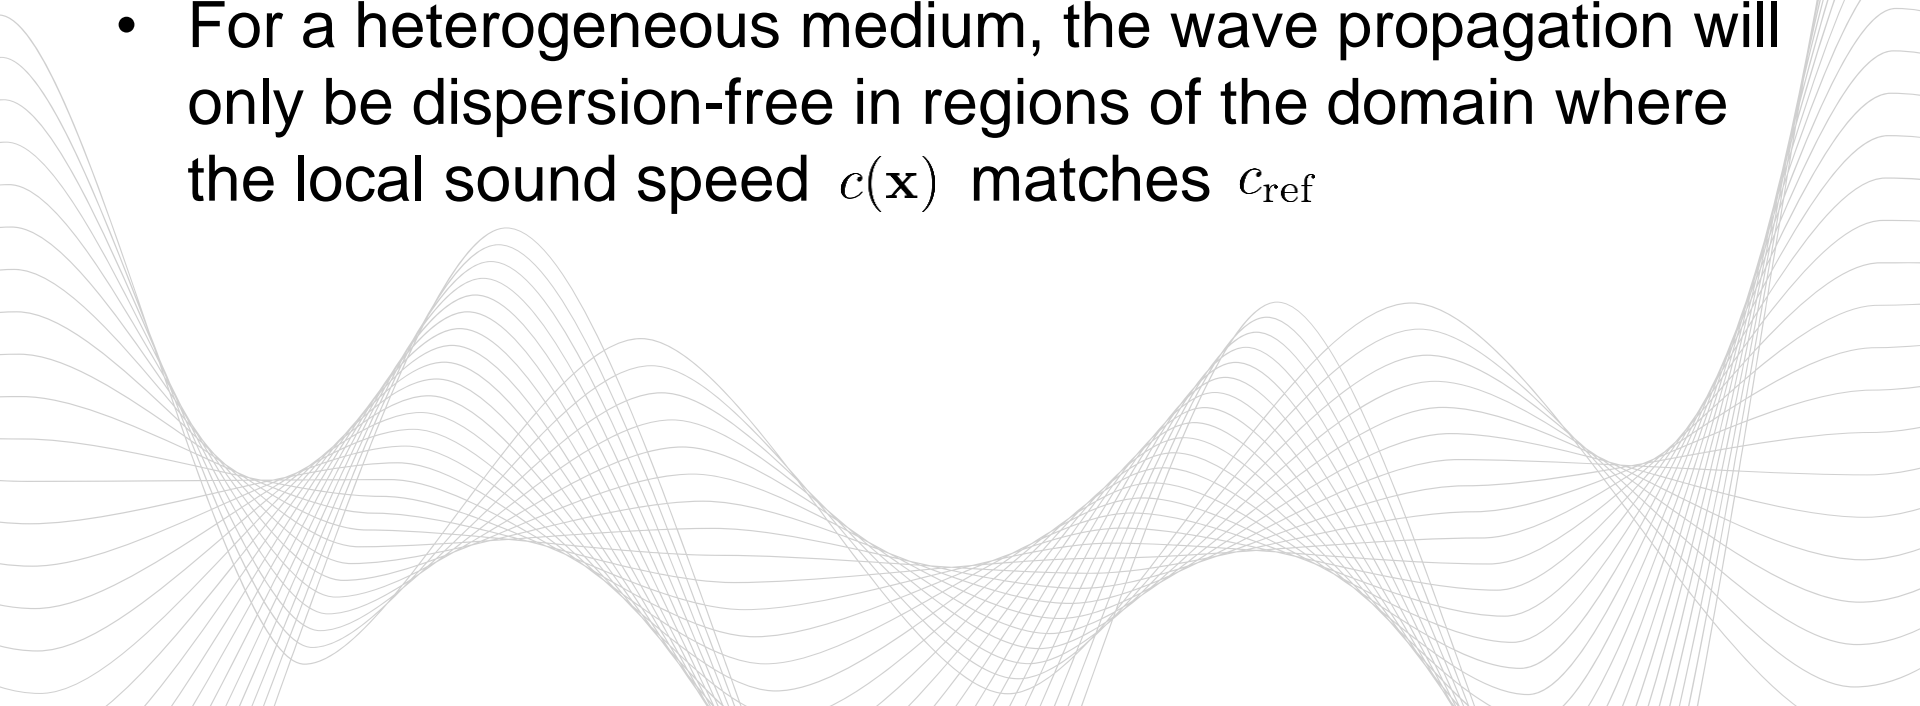 • For a heterogeneous medium, the wave propagation will
only be dispersion-free in regions of the domain where
the local sound speed c(x) matches c_ref